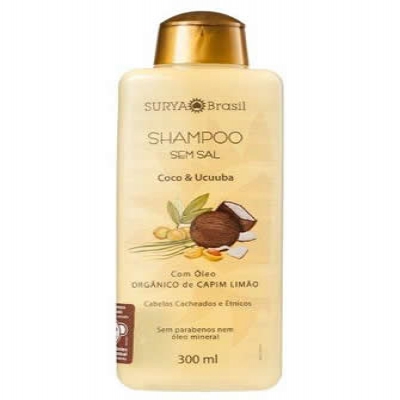 SURYA Brasil
SHAMPOO
SEM SAL
Coco & Ucuuba
Com Óleo
ORGÂNICO de CAPIM LIMÃO
Cabelos Cacheados e Étnicos
Sem parabenos nem
óleo mineral
300 ml